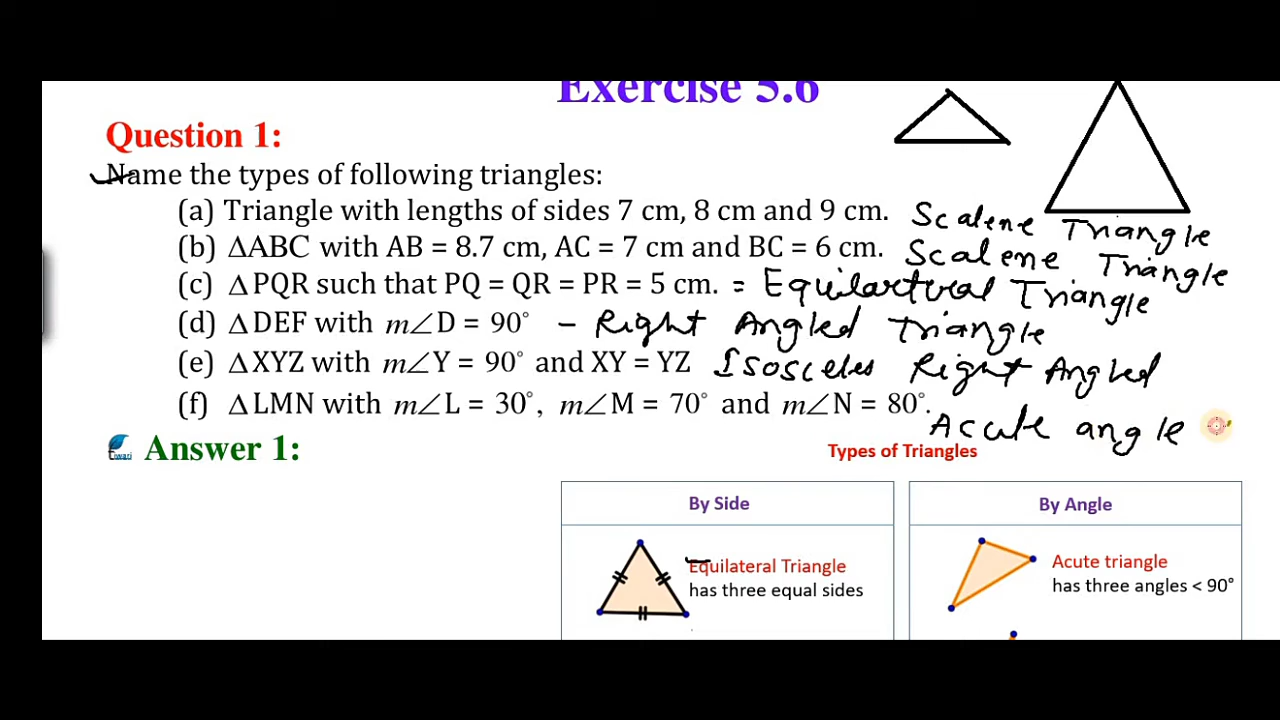 Exercise 5.6
Question 1:
Name the types of following triangles:
(a) Triangle with lengths of sides 7 cm, 8 cm and 9 cm. Scalene Triangle
(b) ΔABC with AB = 8.7 cm, AC = 7 cm and BC = 6 cm. Scalene Triangle
(c) ΔPQR such that PQ = QR = PR = 5 cm. = Equilarteral Triangle
(d) ΔDEF with m∠D = 90° – Right Angled Triangle
(e) ΔXYZ with m∠Y = 90° and XY = YZ Isosceles Right Angled
(f) ΔLMN with m∠L = 30°, m∠M = 70° and m∠N = 80°. Acute angle
Answer 1:
Types of Triangles
By Side
By Angle
Equilateral Triangle
has three equal sides
Acute triangle
has three angles < 90°